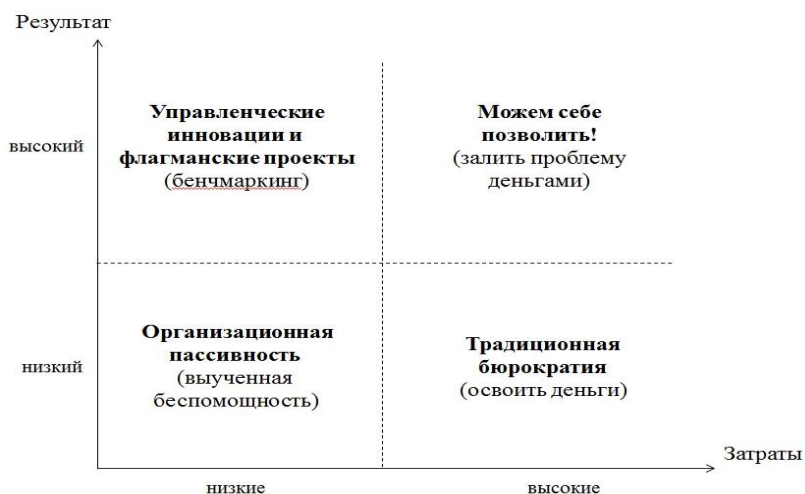 Результат
высокий
Управленческие
инновации и
флагманские проекты
(бенчмаркинг)
Можем себе
позволить!
(залить проблему
деньгами)
низкий
Организационная
пассивность
(выученная
беспомощность)
Традиционная
бюрократия
(освоить деньги)
Затраты
низкие
высокие